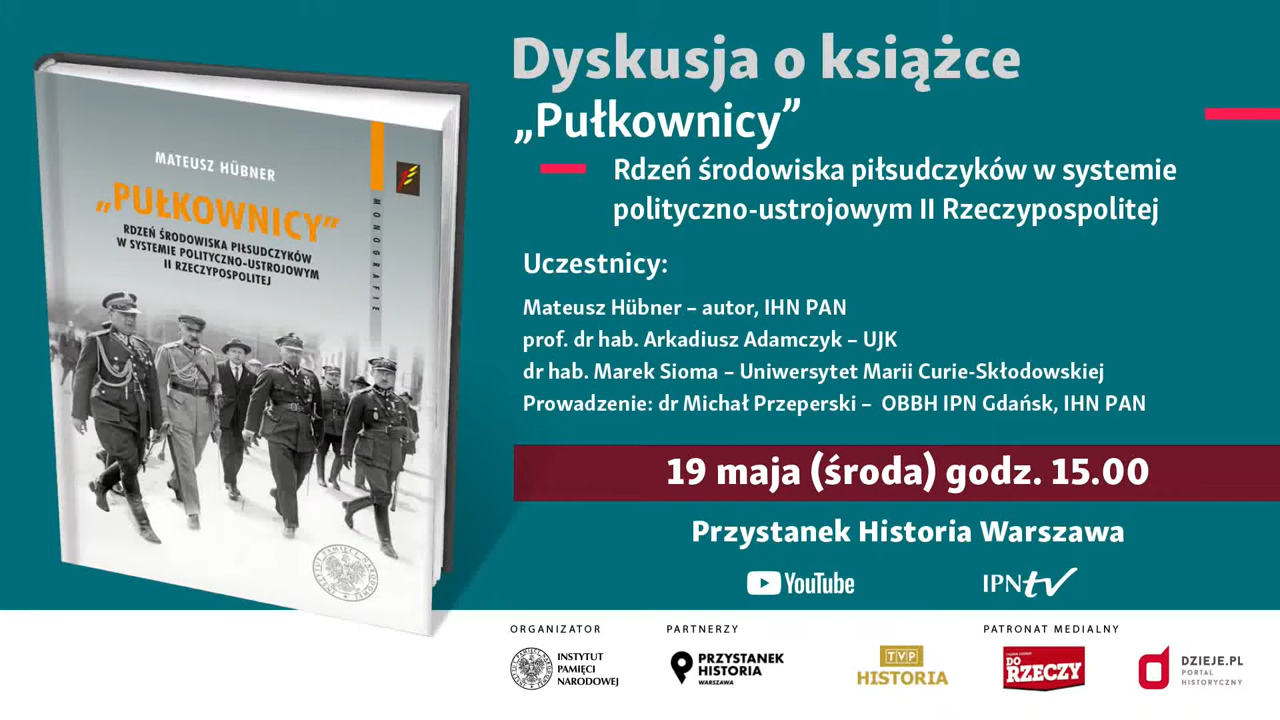 Dyskusja o książce
„Pułkownicy”
Rdzeń środowiska piłsudczyków w systemie
polityczno-ustrojowym II Rzeczypospolitej
Uczestnicy:
Mateusz Hübner – autor, IHN PAN
prof. dr hab. Arkadiusz Adamczyk – UJK
dr hab. Marek Sioma – Uniwersytet Marii Curie-Skłodowskiej
Prowadzenie: dr Michał Przeperski – OBBH IPN Gdańsk, IHN PAN
19 maja (środa) godz. 15.00
Przystanek Historia Warszawa
YouTube
IPNtv
MATEUSZ HÜBNER
„PUŁKOWNICY”
RDZEŃ ŚRODOWISKA PIŁSUDCZYKÓW
W SYSTEMIE POLITYCZNO-USTROJOWYM
II RZECZYPOSPOLITEJ
MONOGRAFIE
INSTYTUT PAMIĘCI NARODOWEJ
ORGANIZATOR
INSTYTUT
PAMIĘCI
NARODOWEJ
PARTNERZY
PRZYSTANEK
HISTORIA
WARSZAWA
TVP
HISTORIA
PATRONAT MEDIALNY
DO
RZECZY
DZIEJE.PL
PORTAL
HISTORYCZNY